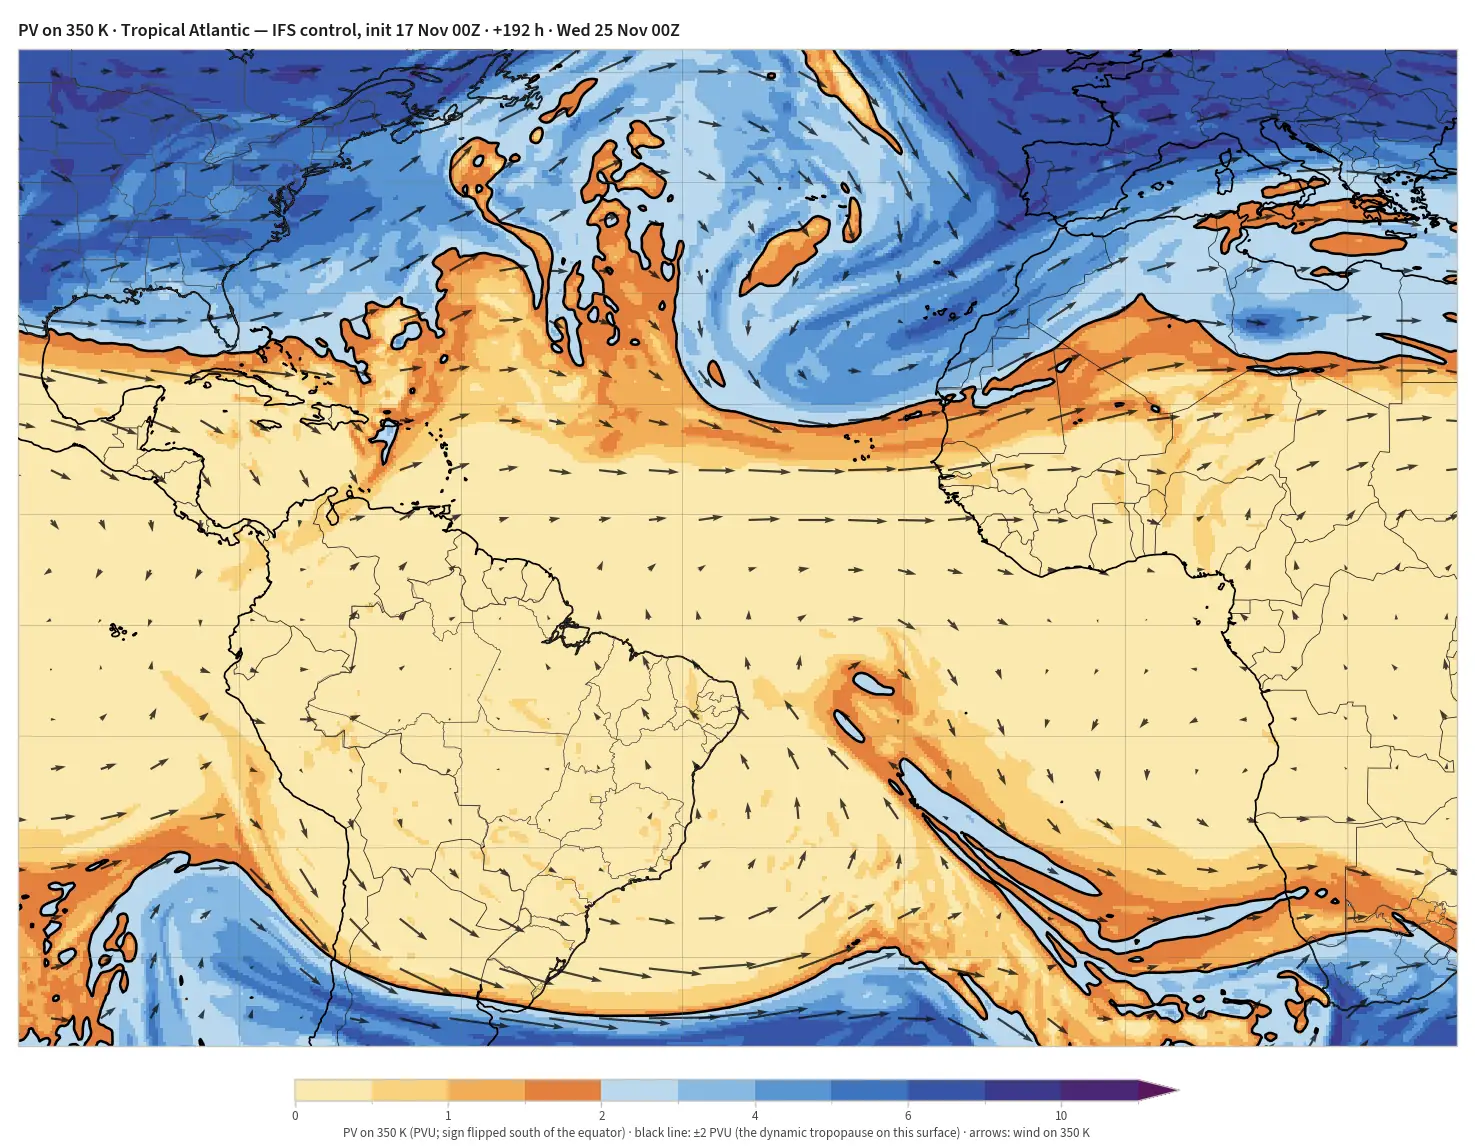 PV on 350 K · Tropical Atlantic — IFS control, init 17 Nov 00Z · +192 h · Wed 25 Nov 00Z
0 1 2 4 6 10
PV on 350 K (PVU; sign flipped south of the equator) · black line: ±2 PVU (the dynamic tropopause on this surface) · arrows: wind on 350 K